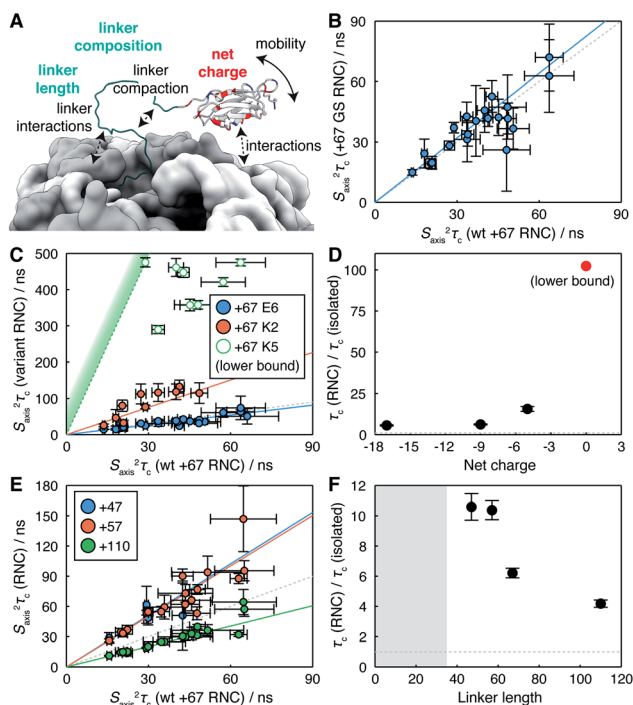 A
linker
composition
linker
length
linker
compaction
net
charge
mobility
linker
interactions
interactions
B
S_axis²τ_c (+67 GS RNC) / ns
90
60
30
0
0 30 60 90
S_axis²τ_c (wt +67 RNC) / ns
C
S_axis²τ_c (variant RNC) / ns
500
400
300
200
100
0
+67 E6
+67 K2
+67 K5
(lower bound)
0 30 60 90
S_axis²τ_c (wt +67 RNC) / ns
D
τ_c (RNC) / τ_c (isolated)
100
75
50
25
0
(lower bound)
-18 -15 -12 -9 -6 -3 0 3
Net charge
E
S_axis²τ_c (RNC) / ns
180
150
120
90
60
30
0
+47
+57
+110
0 30 60 90
S_axis²τ_c (wt +67 RNC) / ns
F
τ_c (RNC) / τ_c (isolated)
12
10
8
6
4
2
0
0 20 40 60 80 100 120
Linker length